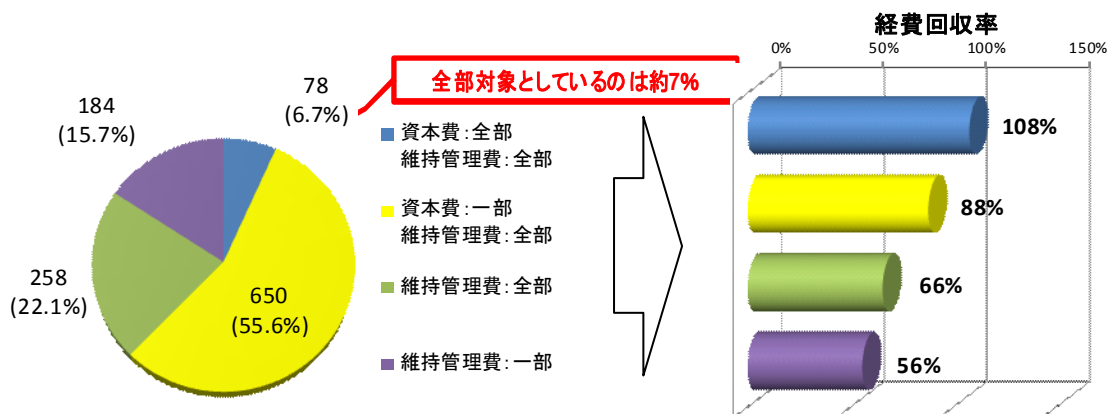 経費回収率
0%
50%
100%
150%
全部対象としているのは約7%
78
(6.7%)
184
(15.7%)
258
(22.1%)
650
(55.6%)
資本費：全部
維持管理費：全部
資本費：一部
維持管理費：全部
維持管理費：全部
維持管理費：一部
108%
88%
66%
56%